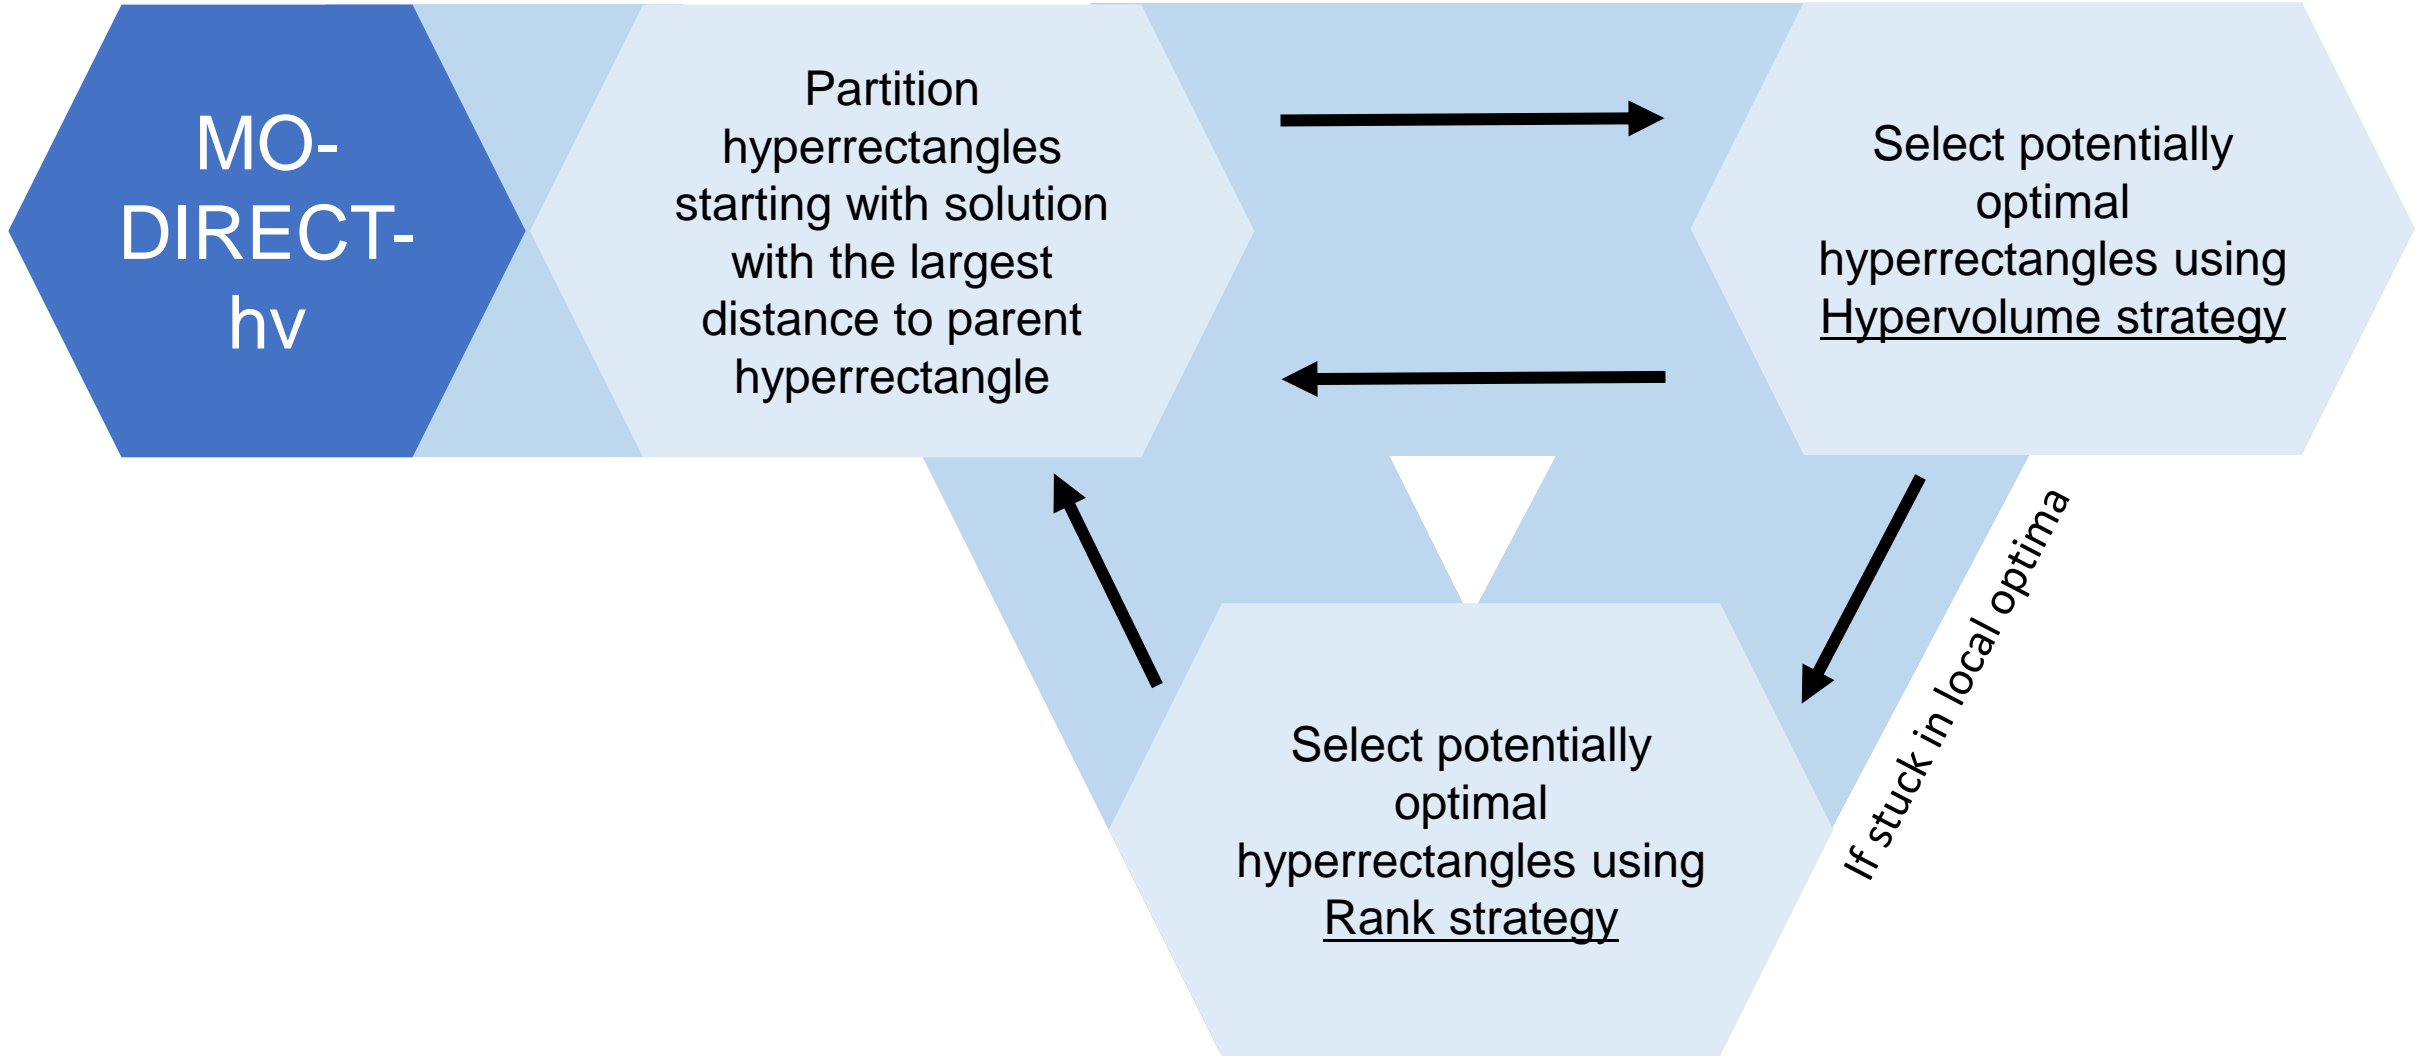 MO-
DIRECT-
hv
Partition
hyperrectangles
starting with solution
with the largest
distance to parent
hyperrectangle
Select potentially
optimal
hyperrectangles using
Hypervolume strategy
If stuck in local optima
Select potentially
optimal
hyperrectangles using
Rank strategy